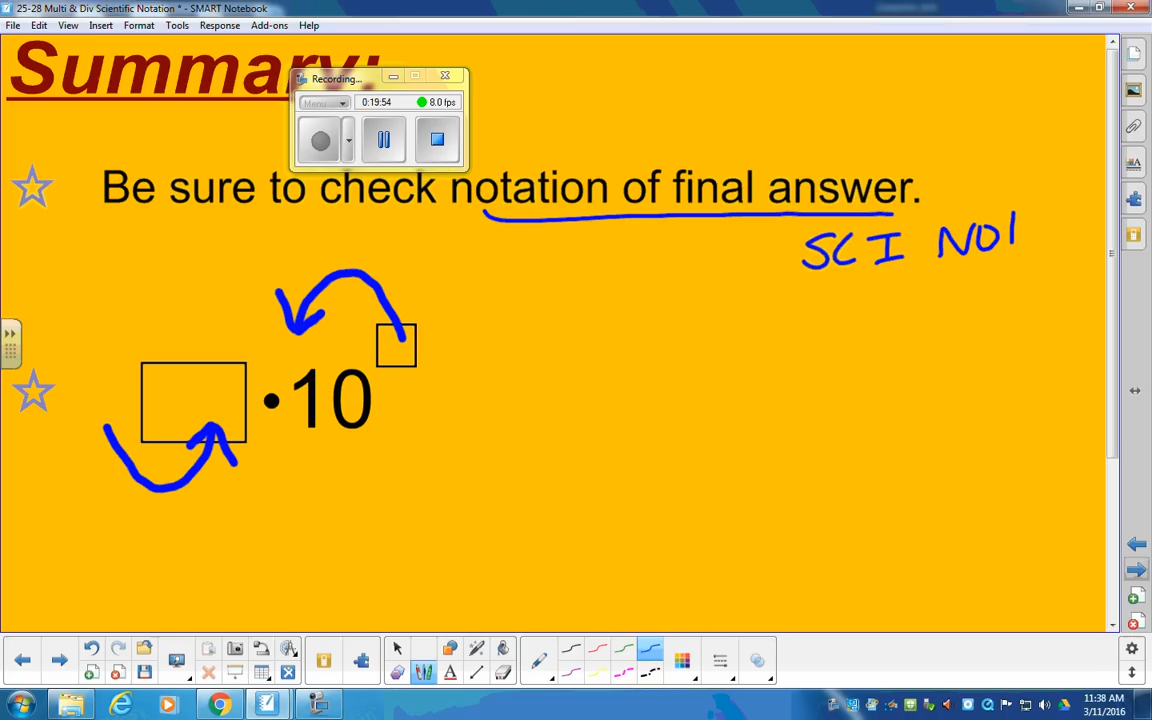 25-28 Multi & Div Scientific Notation * - SMART Notebook
File Edit View Insert Format Tools Response Add-ons Help
Summary:
Recording...
Menu 0:19:54 8.0 fps
Be sure to check notation of final answer.
SCI NO
• 10
11:38 AM
3/11/2016